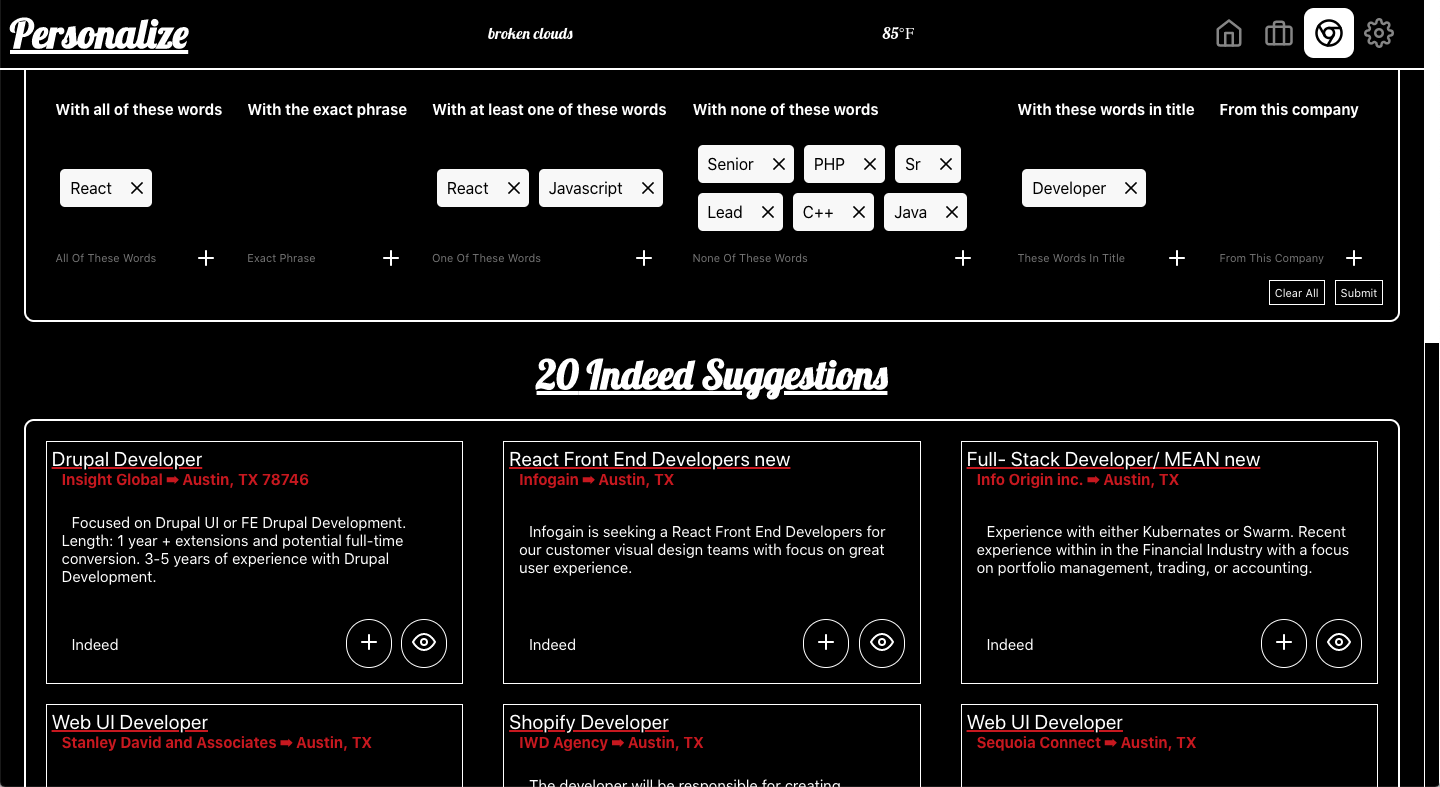 Personalize
broken clouds
85°F
With all of these words
With the exact phrase
With at least one of these words
With none of these words
With these words in title
From this company
React
React
Javascript
Senior
PHP
Sr
Lead
C++
Java
Developer
All Of These Words
Exact Phrase
One Of These Words
None Of These Words
These Words In Title
From This Company
Clear All
Submit
20 Indeed Suggestions
Drupal Developer
Insight Global ➡ Austin, TX 78746
Focused on Drupal UI or FE Drupal Development.
Length: 1 year + extensions and potential full-time
conversion. 3-5 years of experience with Drupal
Development.
Indeed
React Front End Developers new
Infogain ➡ Austin, TX
Infogain is seeking a React Front End Developers for
our customer visual design teams with focus on great
user experience.
Indeed
Full- Stack Developer/ MEAN new
Info Origin inc. ➡ Austin, TX
Experience with either Kubernates or Swarm. Recent
experience within in the Financial Industry with a focus
on portfolio management, trading, or accounting.
Indeed
Web UI Developer
Stanley David and Associates ➡ Austin, TX
Shopify Developer
IWD Agency ➡ Austin, TX
The developer will be responsible for creating
Web UI Developer
Sequoia Connect ➡ Austin, TX